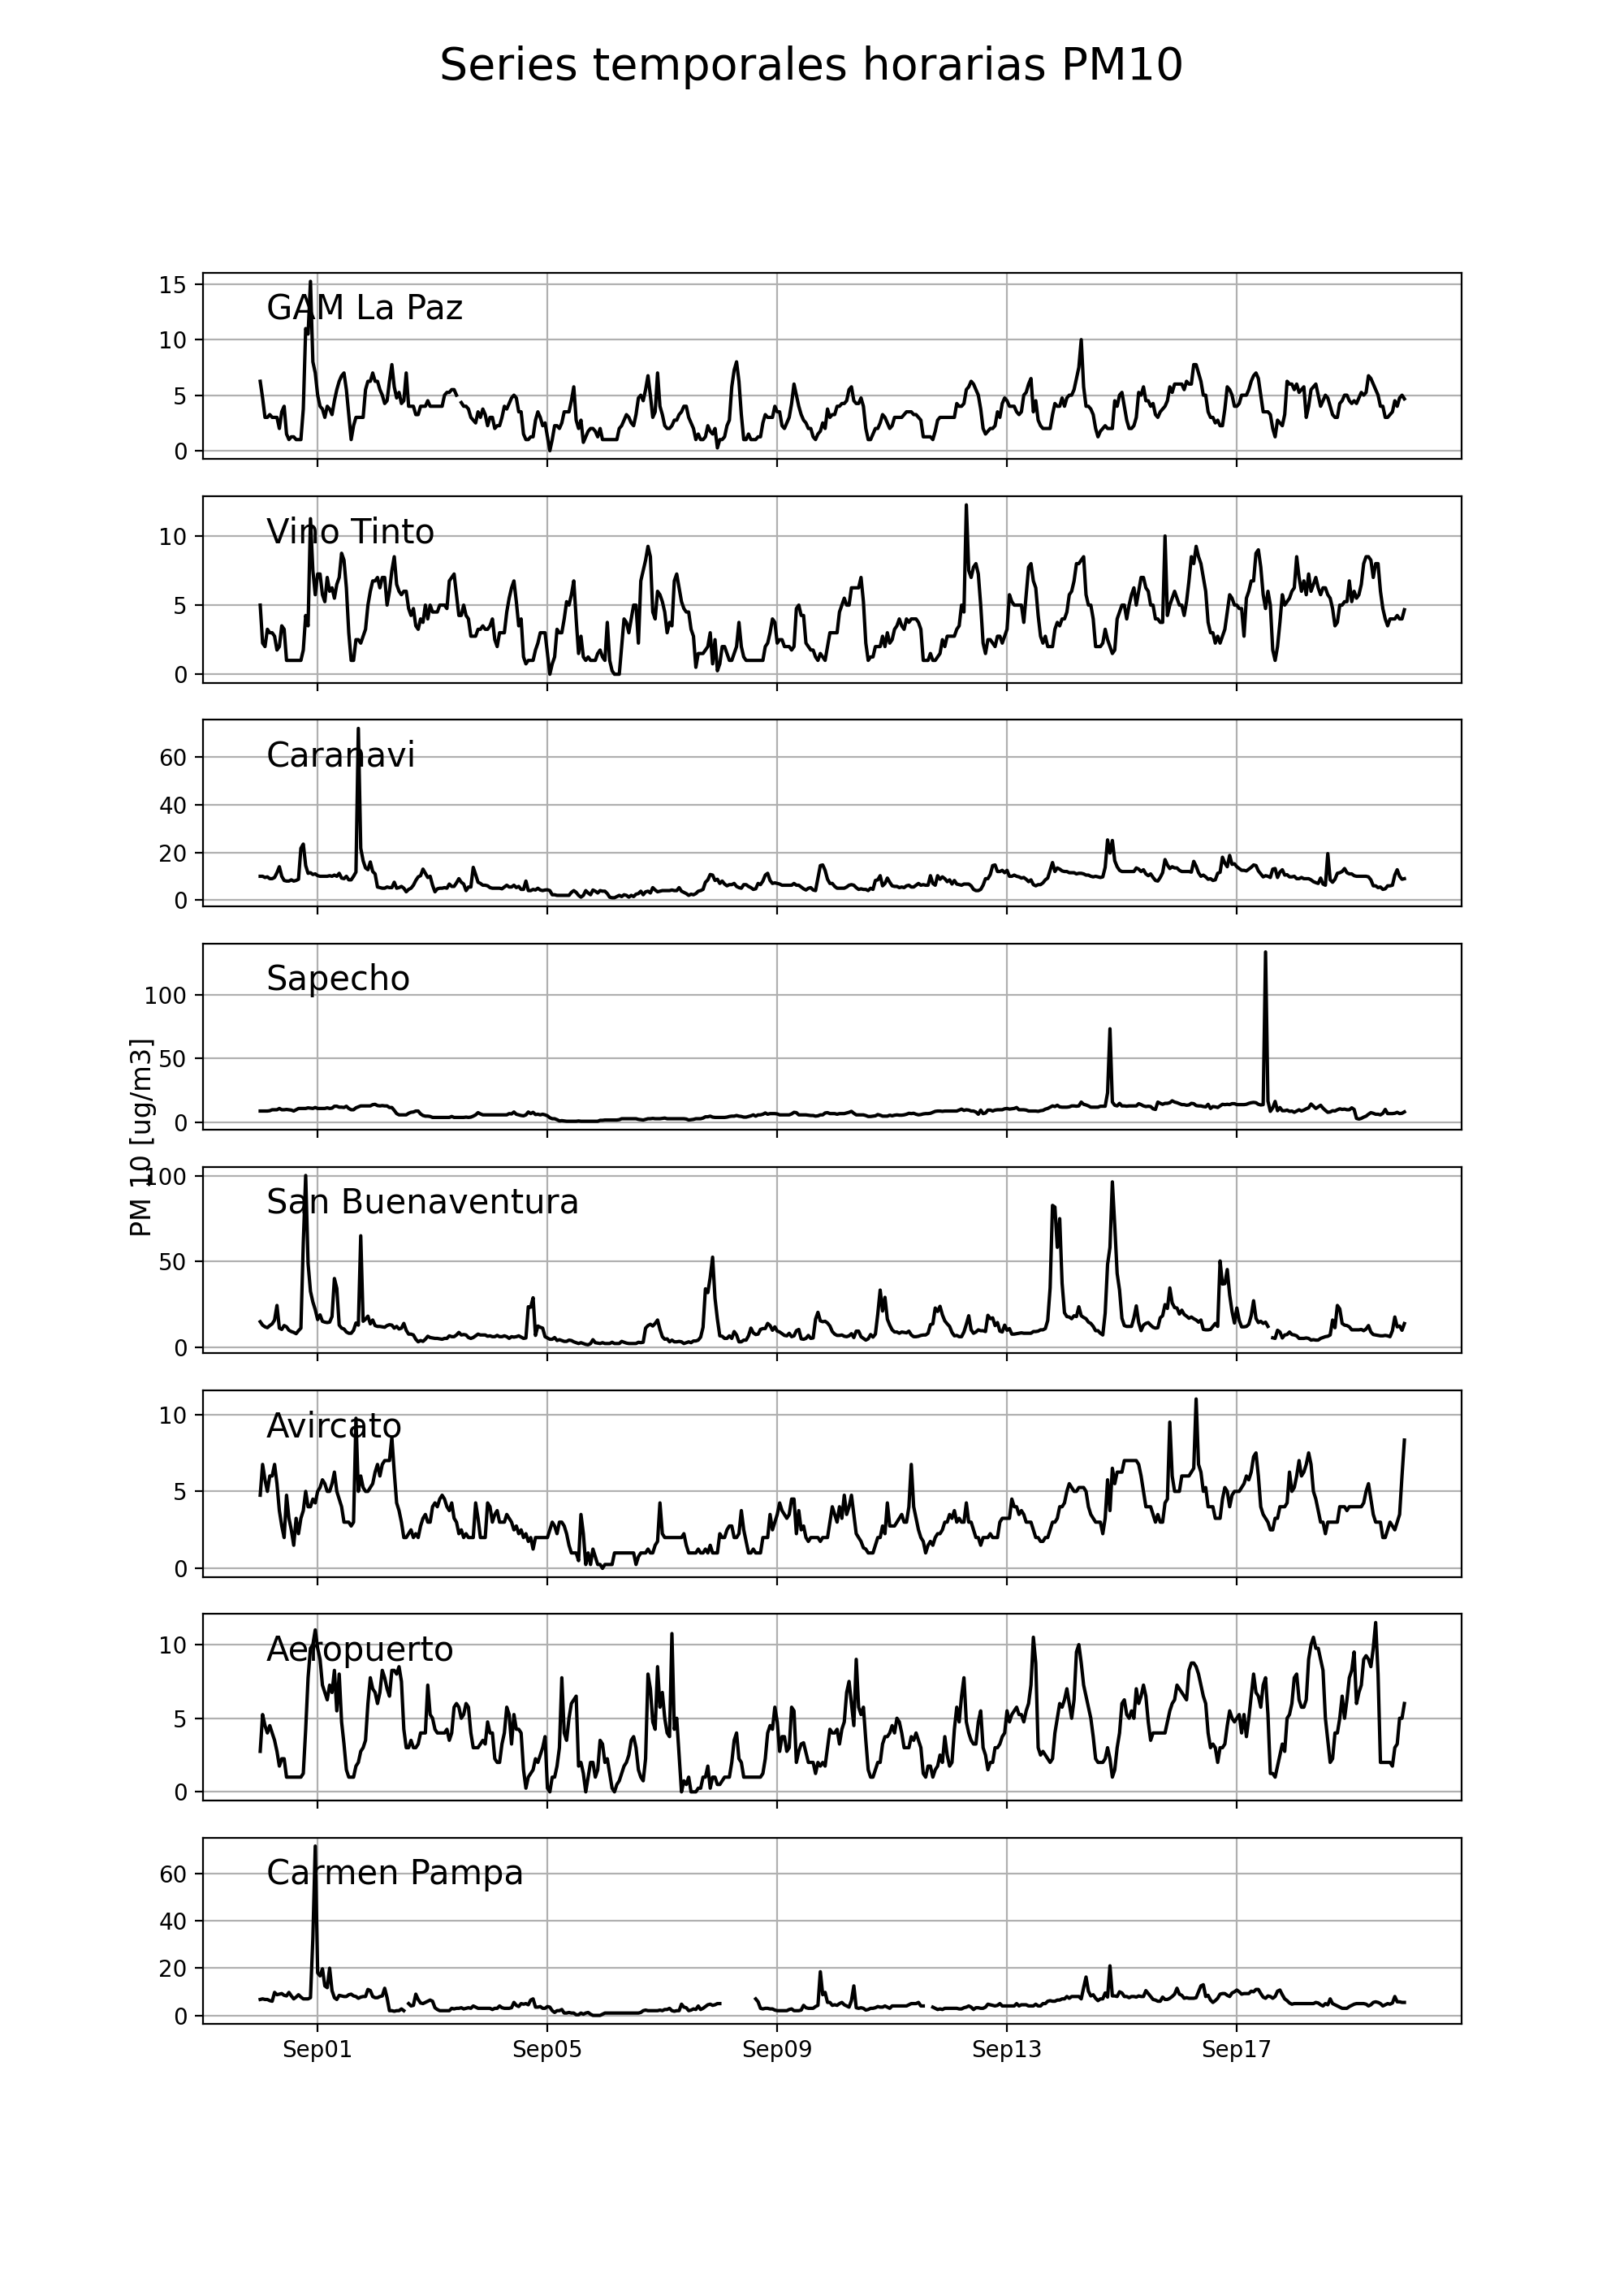 Series temporales horarias PM10
15
GAM La Paz
10
5
0
Vino Tinto
10
5
0
Caranavi
60
40
20
0
Sapecho
100
50
0
PM 10 [ug/m3]
100
San Buenaventura
50
0
Avircato
10
5
0
Aeropuerto
10
5
0
Carmen Pampa
60
40
20
0
Sep01 Sep05 Sep09 Sep13 Sep17